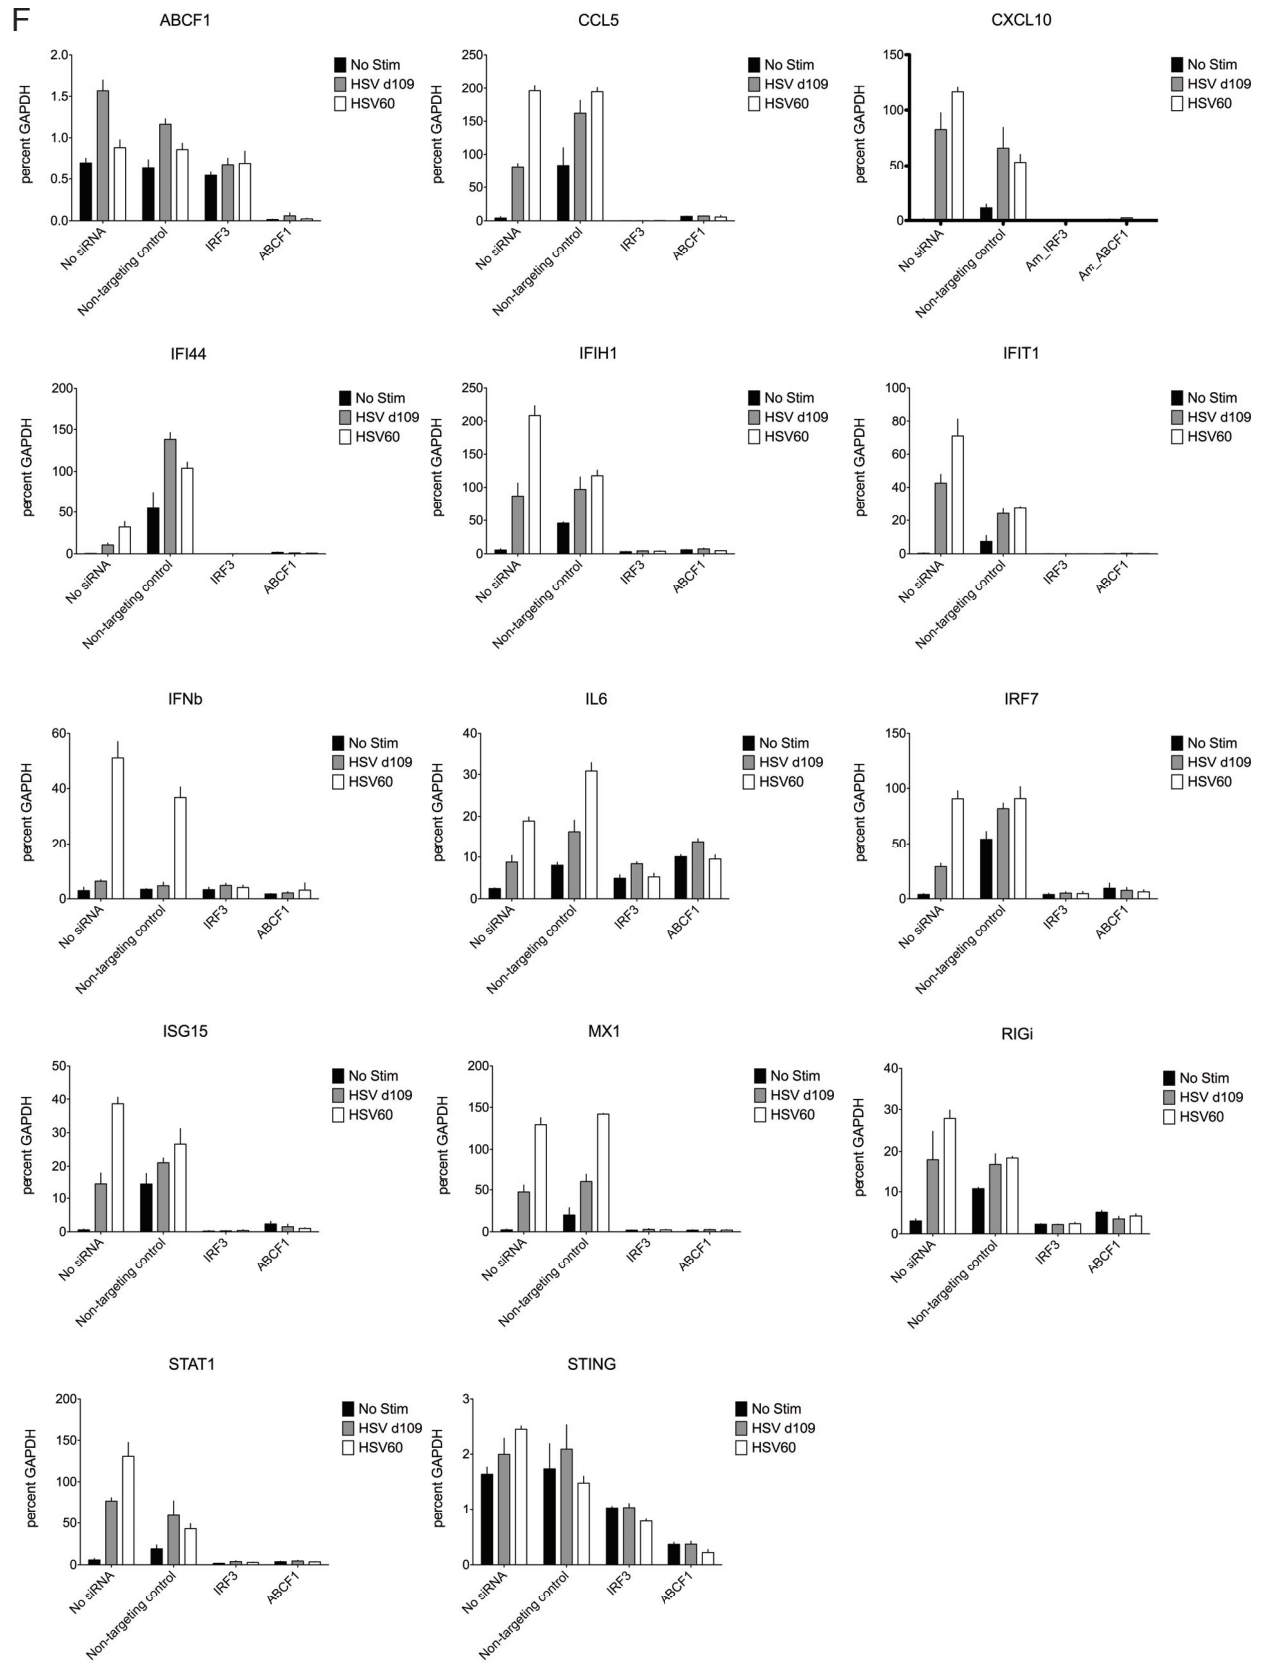 F
ABCF1
percent GAPDH
2.0
1.5
1.0
0.5
0.0
No siRNA
Non-targeting control
IRF3
ABCF1
No Stim
HSV d109
HSV60
CCL5
percent GAPDH
250
200
150
100
50
0
No siRNA
Non-targeting control
IRF3
ABCF1
No Stim
HSV d109
HSV60
CXCL10
percent GAPDH
150
100
50
0
No siRNA
Non-targeting control
Am_IRF3
Am_ABCF1
No Stim
HSV d109
HSV60
IFI44
percent GAPDH
200
150
100
50
0
No siRNA
Non-targeting control
IRF3
ABCF1
No Stim
HSV d109
HSV60
IFIH1
percent GAPDH
250
200
150
100
50
0
No siRNA
Non-targeting control
IRF3
ABCF1
No Stim
HSV d109
HSV60
IFIT1
percent GAPDH
100
80
60
40
20
0
No siRNA
Non-targeting control
IRF3
ABCF1
No Stim
HSV d109
HSV60
IFNb
percent GAPDH
60
40
20
0
No siRNA
Non-targeting control
IRF3
ABCF1
No Stim
HSV d109
HSV60
IL6
percent GAPDH
40
30
20
10
0
No siRNA
Non-targeting control
IRF3
ABCF1
No Stim
HSV d109
HSV60
IRF7
percent GAPDH
150
100
50
0
No siRNA
Non-targeting control
IRF3
ABCF1
No Stim
HSV d109
HSV60
ISG15
percent GAPDH
50
40
30
20
10
0
No siRNA
Non-targeting control
IRF3
ABCF1
No Stim
HSV d109
HSV60
MX1
percent GAPDH
200
150
100
50
0
No siRNA
Non-targeting control
IRF3
ABCF1
No Stim
HSV d109
HSV60
RIGi
percent GAPDH
40
30
20
10
0
No siRNA
Non-targeting control
IRF3
ABCF1
No Stim
HSV d109
HSV60
STAT1
percent GAPDH
200
150
100
50
0
No siRNA
Non-targeting control
IRF3
ABCF1
No Stim
HSV d109
HSV60
STING
percent GAPDH
3
2
1
0
No siRNA
Non-targeting control
IRF3
ABCF1
No Stim
HSV d109
HSV60